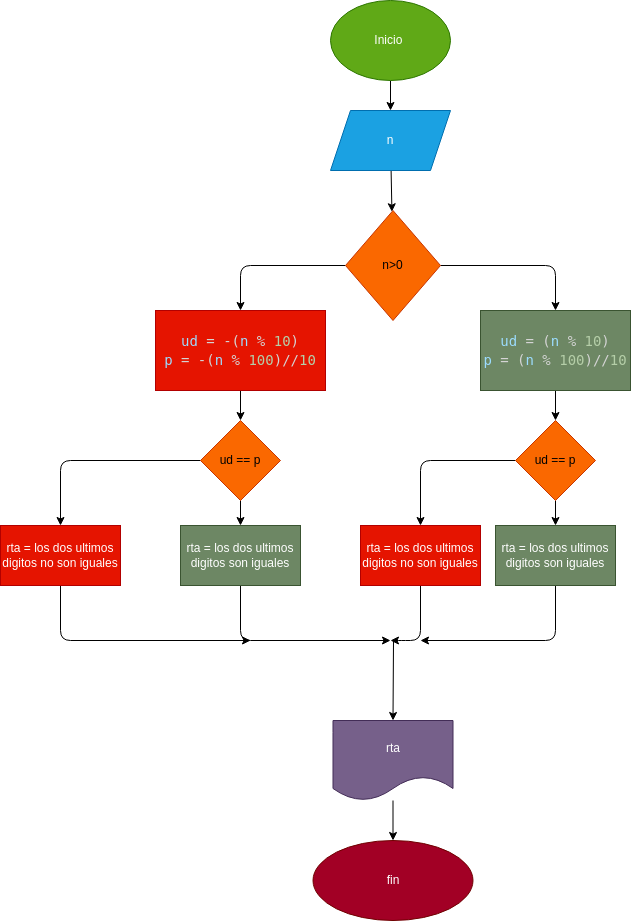 Inicio
n
n>0
ud = -(n % 10)
p = -(n % 100)//10
ud = (n % 10)
p = (n % 100)//10
ud == p
ud == p
rta = los dos ultimos
digitos no son iguales
rta = los dos ultimos
digitos son iguales
rta = los dos ultimos
digitos no son iguales
rta = los dos ultimos
digitos son iguales
rta
fin